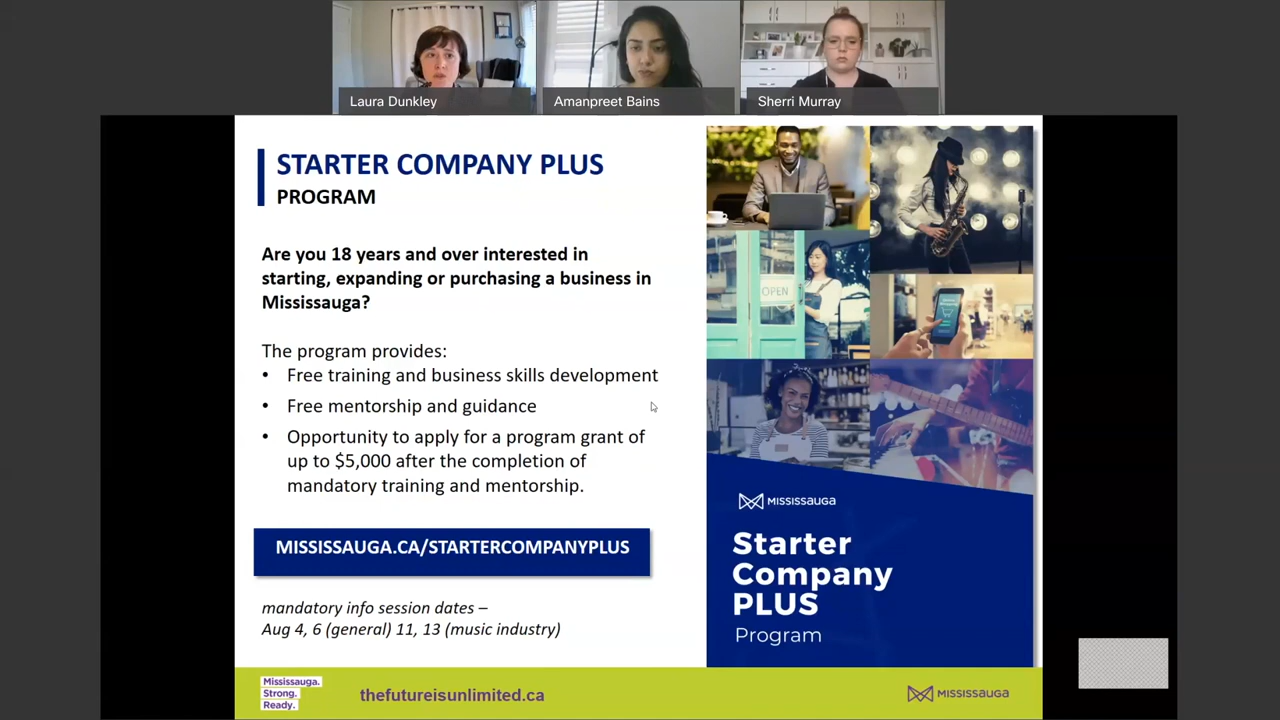 Laura Dunkley
Amanpreet Bains
Sherri Murray
STARTER COMPANY PLUS
PROGRAM
Are you 18 years and over interested in
starting, expanding or purchasing a business in
Mississauga?
The program provides:
• Free training and business skills development
• Free mentorship and guidance
• Opportunity to apply for a program grant of
up to $5,000 after the completion of
mandatory training and mentorship.
MISSISSAUGA.CA/STARTERCOMPANYPLUS
mandatory info session dates –
Aug 4, 6 (general) 11, 13 (music industry)
OPEN
MISSISSAUGA
Starter
Company
PLUS
Program
Mississauga.
Strong.
Ready.
thefutureisunlimited.ca
MISSISSAUGA